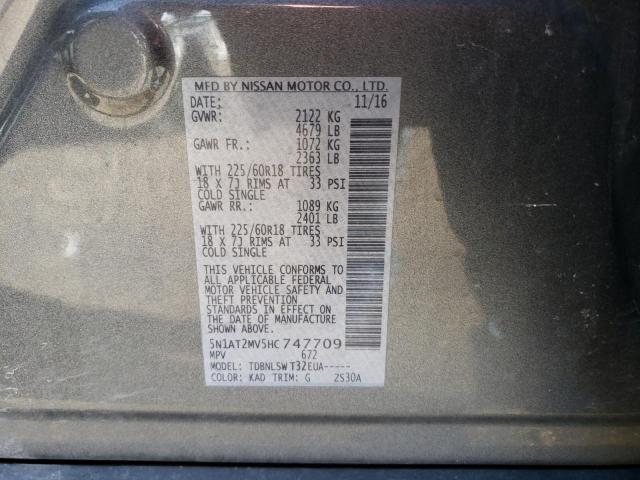 MFD BY NISSAN MOTOR CO., LTD.
DATE: 11/16
GVWR: 2122 KG
4679 LB
GAWR FR.: 1072 KG
2363 LB
WITH 225/60R18 TIRES
18 X 7J RIMS AT 33 PSI
COLD SINGLE
GAWR RR.: 1089 KG
2401 LB
WITH 225/60R18 TIRES
18 X 7J RIMS AT 33 PSI
COLD SINGLE
THIS VEHICLE CONFORMS TO
ALL APPLICABLE FEDERAL
MOTOR VEHICLE SAFETY AND
THEFT PREVENTION
STANDARDS IN EFFECT ON
THE DATE OF MANUFACTURE
SHOWN ABOVE.
5N1AT2MV5HC747709
MPV 672
MODEL: TDBNLSWT32EUA-----
COLOR: KAD TRIM: G 2S30A